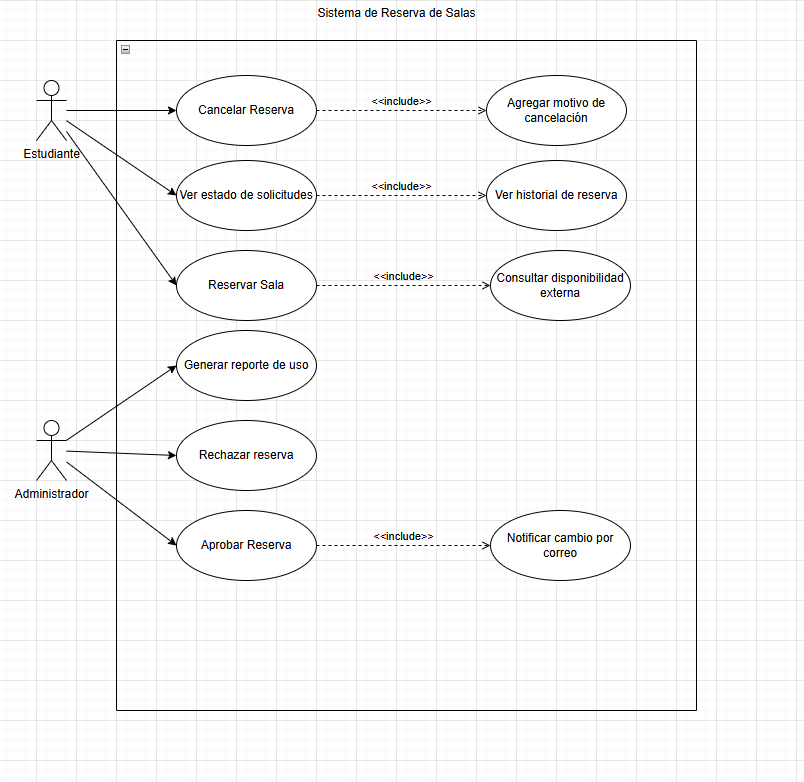 Sistema de Reserva de Salas
Estudiante
Cancelar Reserva
<<include>>
Agregar motivo de
cancelación
Ver estado de solicitudes
<<include>>
Ver historial de reserva
Reservar Sala
<<include>>
Consultar disponibilidad
externa
Generar reporte de uso
Administrador
Rechazar reserva
Aprobar Reserva
<<include>>
Notificar cambio por
correo